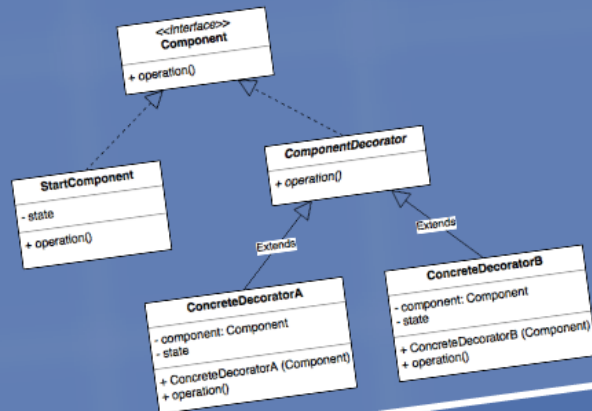 <<interface>>
Component
+ operation()
StartComponent
- state
+ operation()
ComponentDecorator
+ operation()
Extends
Extends
ConcreteDecoratorA
- component: Component
- state
+ ConcreteDecoratorA (Component)
+ operation()
ConcreteDecoratorB
- component: Component
- state
+ ConcreteDecoratorB (Component)
+ operation()